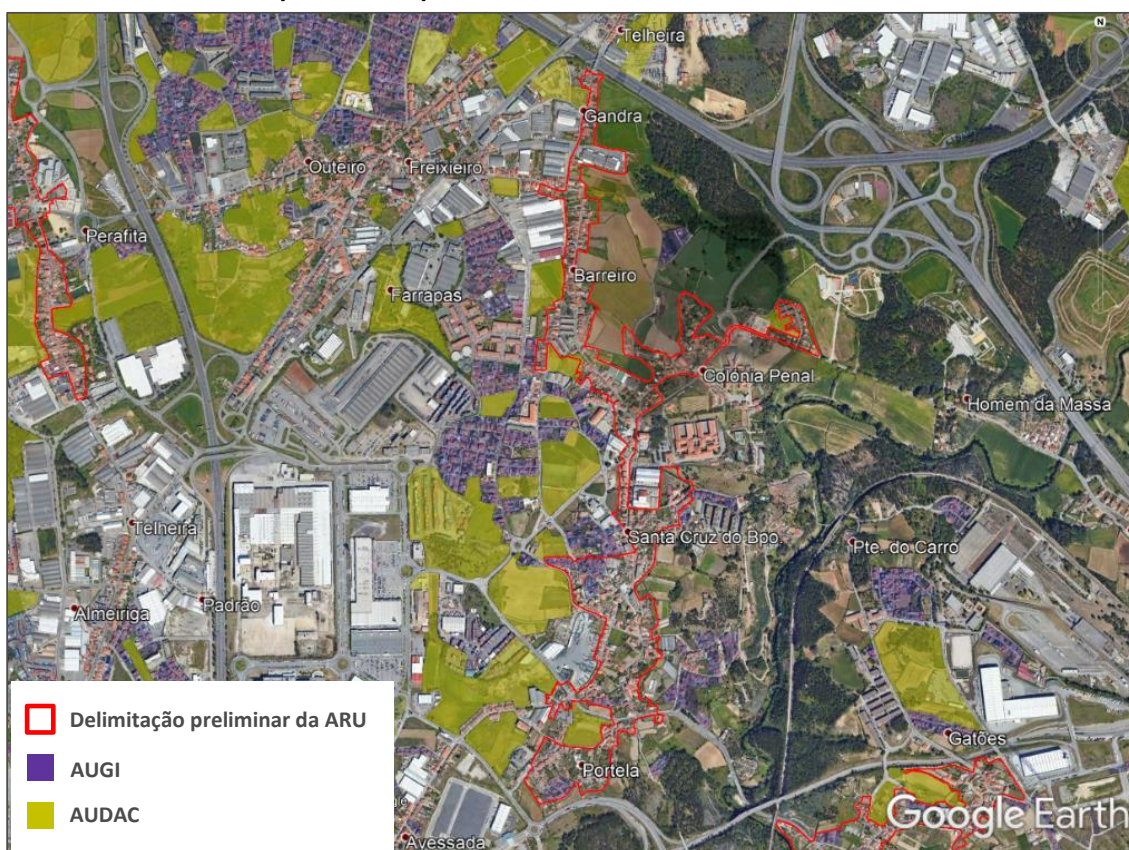 Telheira
N
Gandra
Outeiro
Freixieiro
Perafita
Barreiro
Farrapas
Colónia Penal
Homem da Massa
Telheira
Santa Cruz do Bpo.
Pte. do Carro
Almeiriga
Padrão
Delimitação preliminar da ARU
AUGI
AUDAC
Gatões
Portela
Google Earth
Avessada